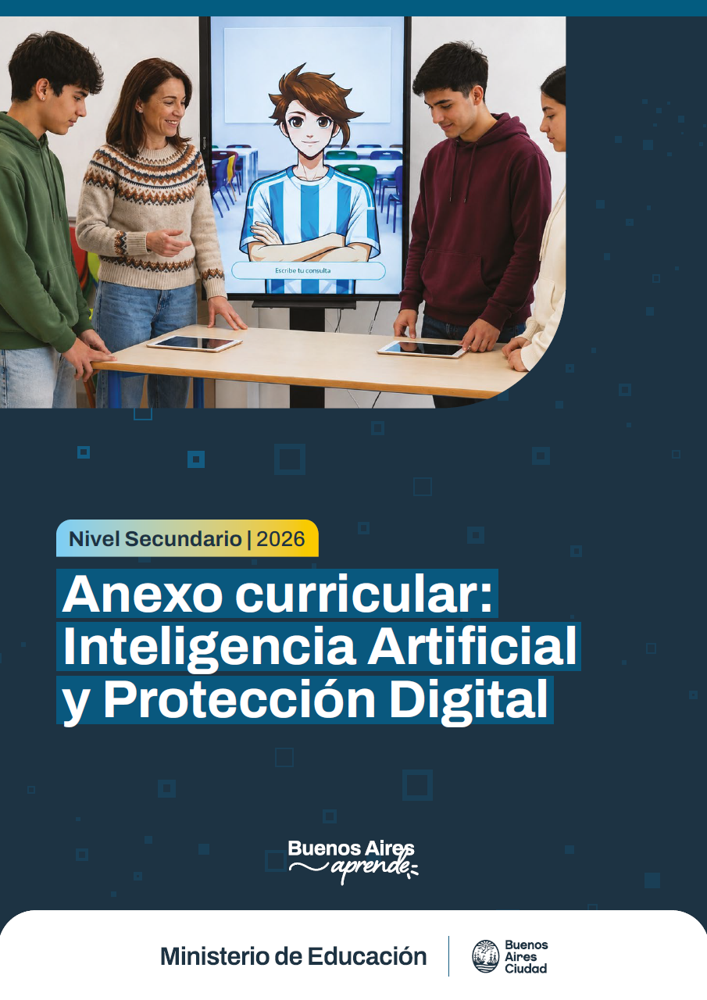 Escribe tu consulta
Nivel Secundario | 2026
Anexo curricular:
Inteligencia Artificial
y Protección Digital
Buenos Aires
aprende
Ministerio de Educación
Buenos
Aires
Ciudad